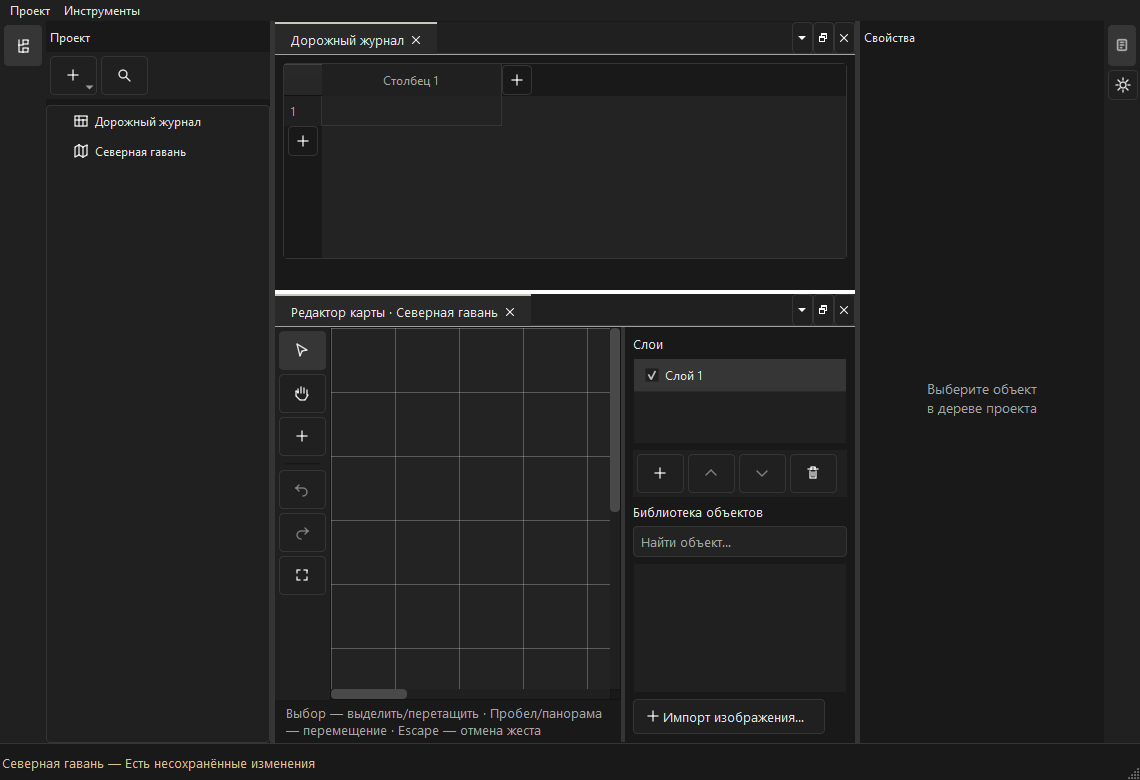 Проект Инструменты
Проект
Дорожный журнал
Северная гавань
Дорожный журнал
Столбец 1
1
Редактор карты · Северная гавань
Выбор — выделить/перетащить · Пробел/панорама
— перемещение · Escape — отмена жеста
Слои
Слой 1
Библиотека объектов
Найти объект...
Импорт изображения...
Свойства
Выберите объект
в дереве проекта
Северная гавань — Есть несохранённые изменения